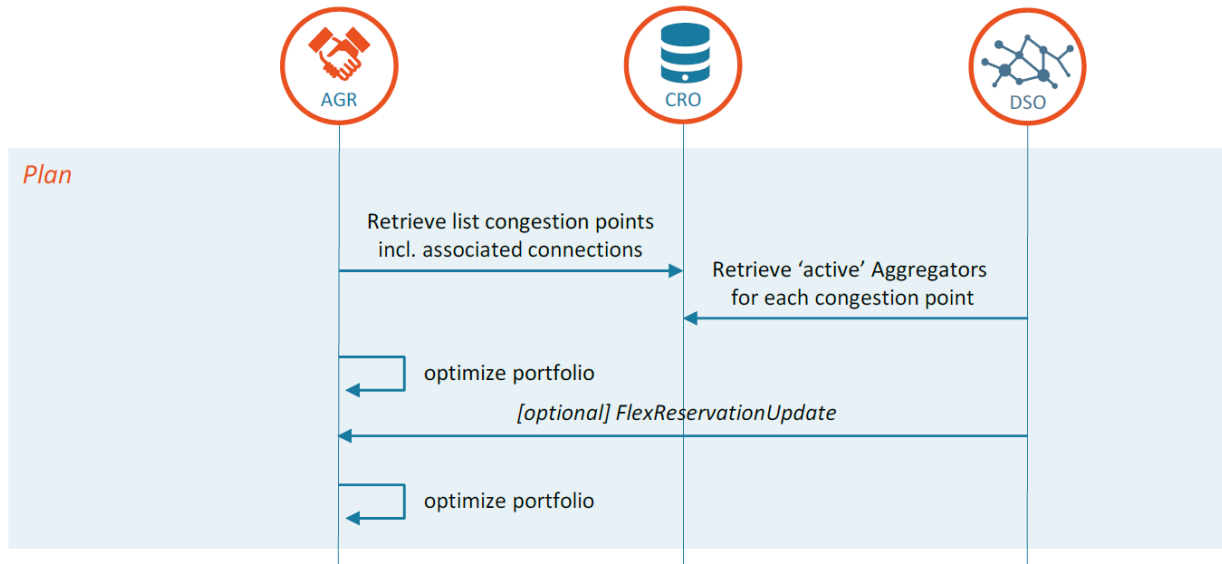 AGR
CRO
DSO
Plan
Retrieve list congestion points
incl. associated connections
Retrieve ‘active’ Aggregators
for each congestion point
optimize portfolio
[optional] FlexReservationUpdate
optimize portfolio